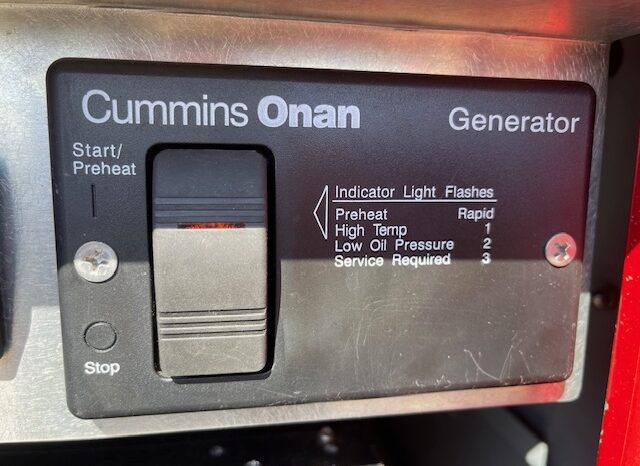 Cummins Onan
Generator
Start/
Preheat
Stop
Indicator Light Flashes
Preheat Rapid
High Temp 1
Low Oil Pressure 2
Service Required 3